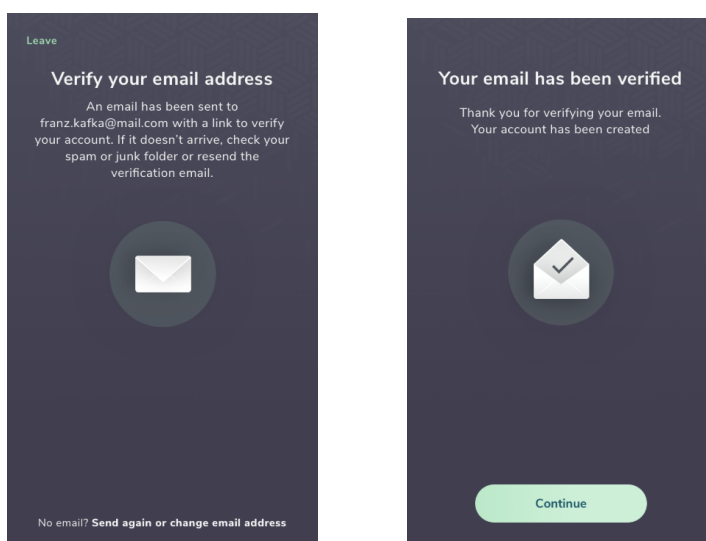 Leave
Verify your email address
An email has been sent to
franz.kafka@mail.com with a link to verify
your account. If it doesn't arrive, check your
spam or junk folder or resend the
verification email.
No email? Send again or change email address
Your email has been verified
Thank you for verifying your email.
Your account has been created
Continue